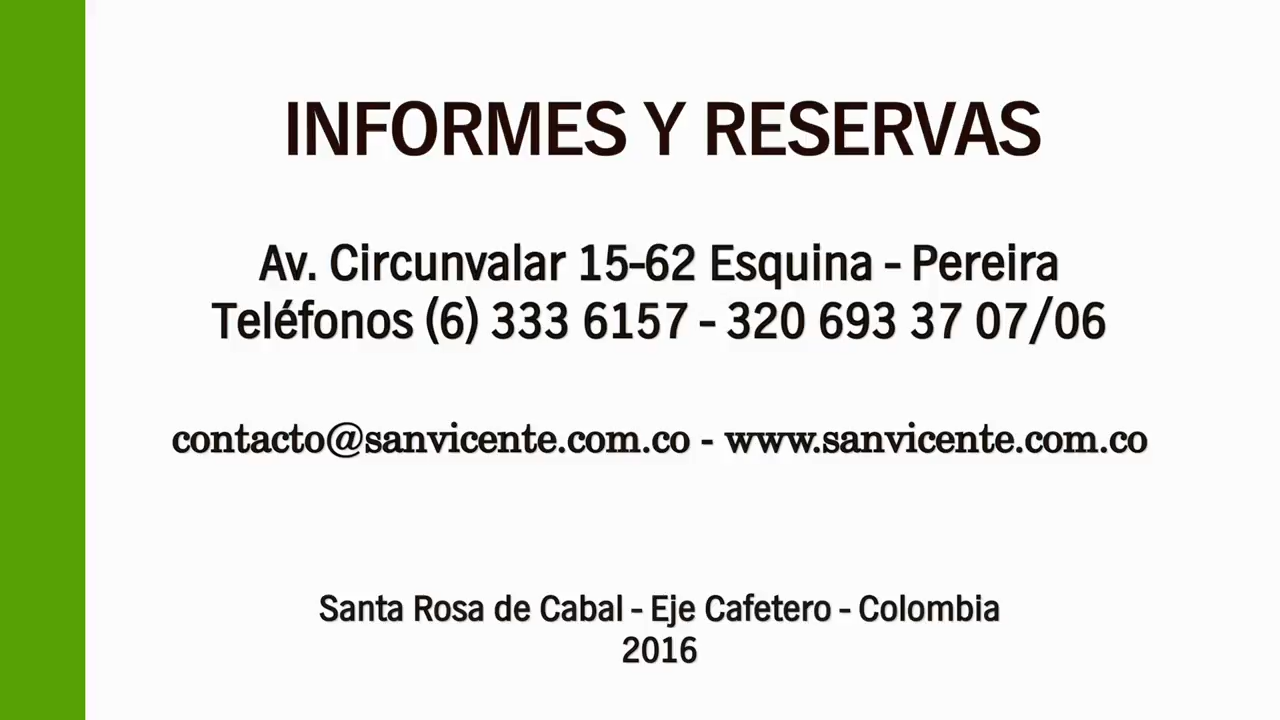 INFORMES Y RESERVAS
Av. Circunvalar 15-62 Esquina - Pereira
Teléfonos (6) 333 6157 - 320 693 37 07/06
contacto@sanvicente.com.co - www.sanvicente.com.co
Santa Rosa de Cabal - Eje Cafetero - Colombia
2016